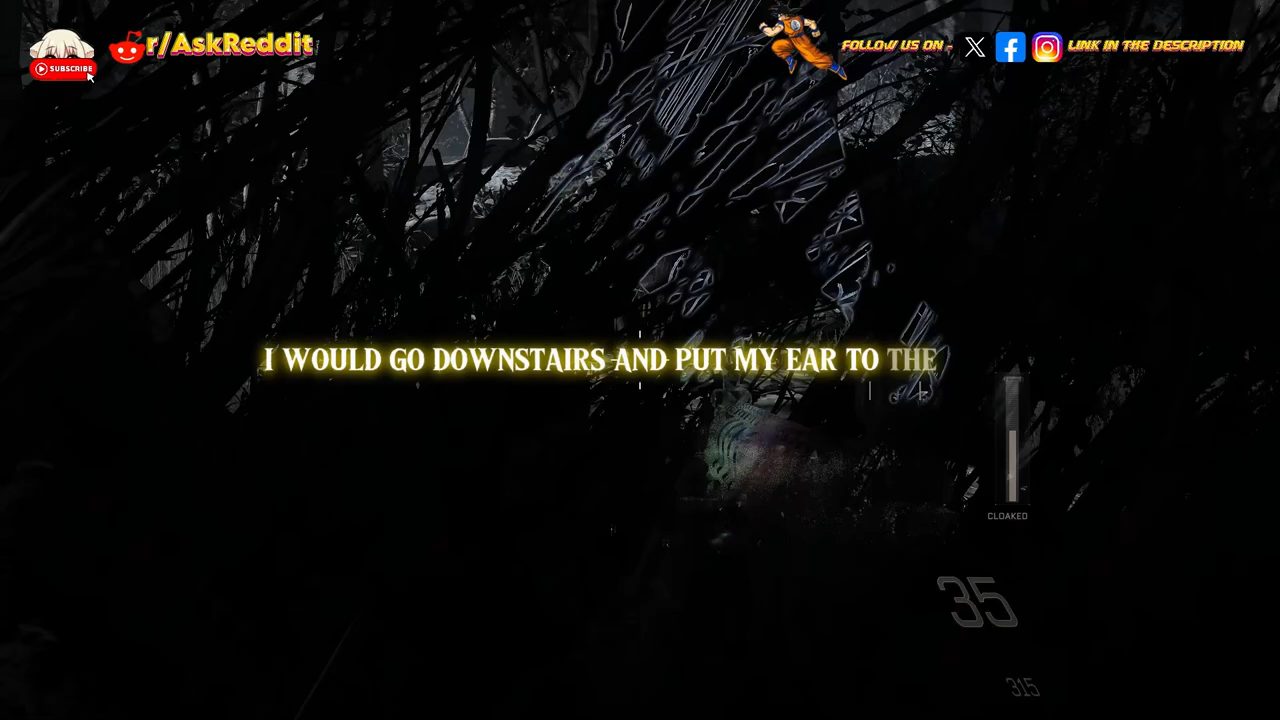 r/AskReddit
SUBSCRIBE
FOLLOW US ON -
LINK IN THE DESCRIPTION
I WOULD GO DOWNSTAIRS AND PUT MY EAR TO THE
CLOAKED
35
315